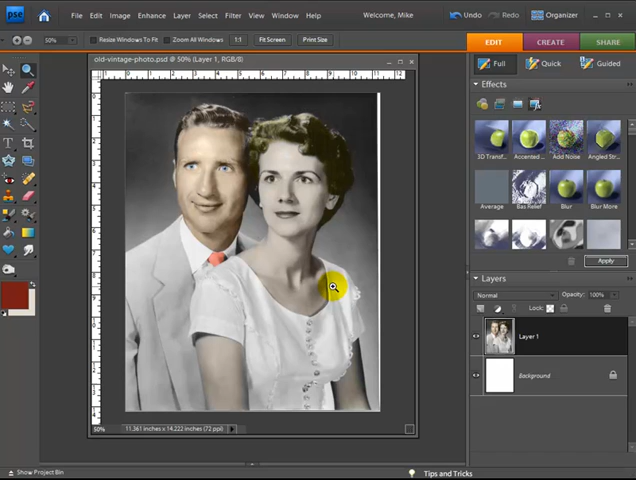 pse File Edit Image Enhance Layer Select Filter View Window Help Welcome, Mike Undo Redo Organizer
50% Resize Windows To Fit Zoom All Windows 1:1 Fit Screen Print Size
EDIT CREATE SHARE
old-vintage-photo.psd @ 50% (Layer 1, RGB/8)
Full Quick Guided
Effects
3D Transf... Accented ... Add Noise Angled Str...
Average Bas Relief Blur Blur More
Apply
Layers
Normal Opacity: 100%
Lock:
Layer 1
Background
50% 11.361 inches x 14.222 inches (72 ppi)
Show Project Bin Tips and Tricks